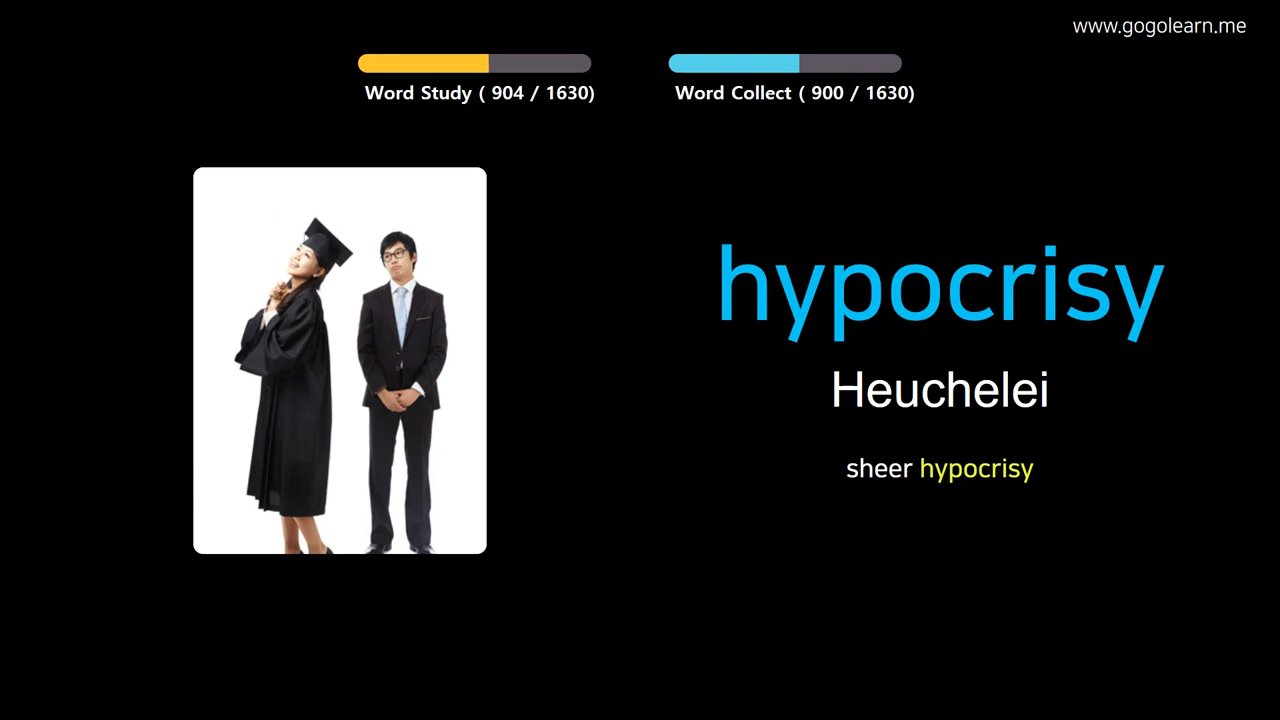 www.gogolearn.me
Word Study ( 904 / 1630)
Word Collect ( 900 / 1630)
hypocrisy
Heuchelei
sheer hypocrisy